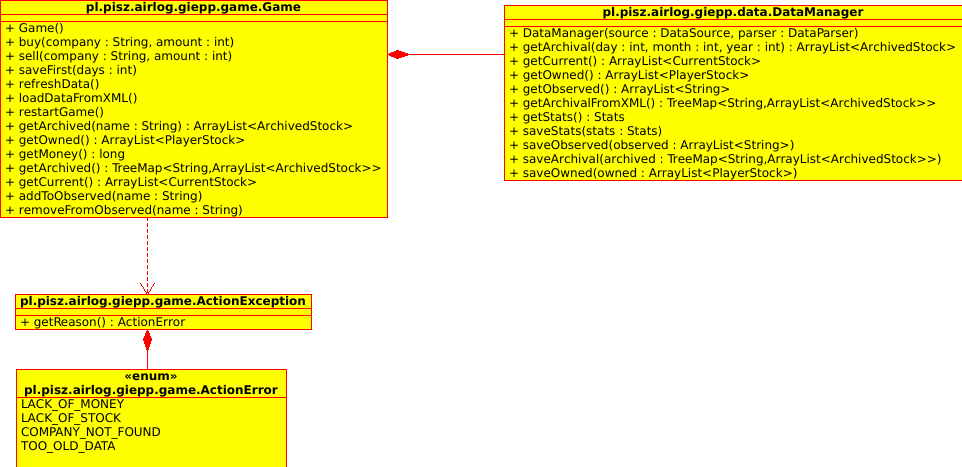 pl.pisz.airlog.giepp.game.Game
+ Game()
+ buy(company : String, amount : int)
+ sell(company : String, amount : int)
+ saveFirst(days : int)
+ refreshData()
+ loadDataFromXML()
+ restartGame()
+ getArchived(name : String) : ArrayList<ArchivedStock>
+ getOwned() : ArrayList<PlayerStock>
+ getMoney() : long
+ getArchived() : TreeMap<String,ArrayList<ArchivedStock>>
+ getCurrent() : ArrayList<CurrentStock>
+ addToObserved(name : String)
+ removeFromObserved(name : String)
pl.pisz.airlog.giepp.data.DataManager
+ DataManager(source : DataSource, parser : DataParser)
+ getArchival(day : int, month : int, year : int) : ArrayList<ArchivedStock>
+ getCurrent() : ArrayList<CurrentStock>
+ getOwned() : ArrayList<PlayerStock>
+ getObserved() : ArrayList<String>
+ getArchivalFromXML() : TreeMap<String,ArrayList<ArchivedStock>>
+ getStats() : Stats
+ saveStats(stats : Stats)
+ saveObserved(observed : ArrayList<String>)
+ saveArchival(archived : TreeMap<String,ArrayList<ArchivedStock>>)
+ saveOwned(owned : ArrayList<PlayerStock>)
pl.pisz.airlog.giepp.game.ActionException
+ getReason() : ActionError
«enum»
pl.pisz.airlog.giepp.game.ActionError
LACK_OF_MONEY
LACK_OF_STOCK
COMPANY_NOT_FOUND
TOO_OLD_DATA